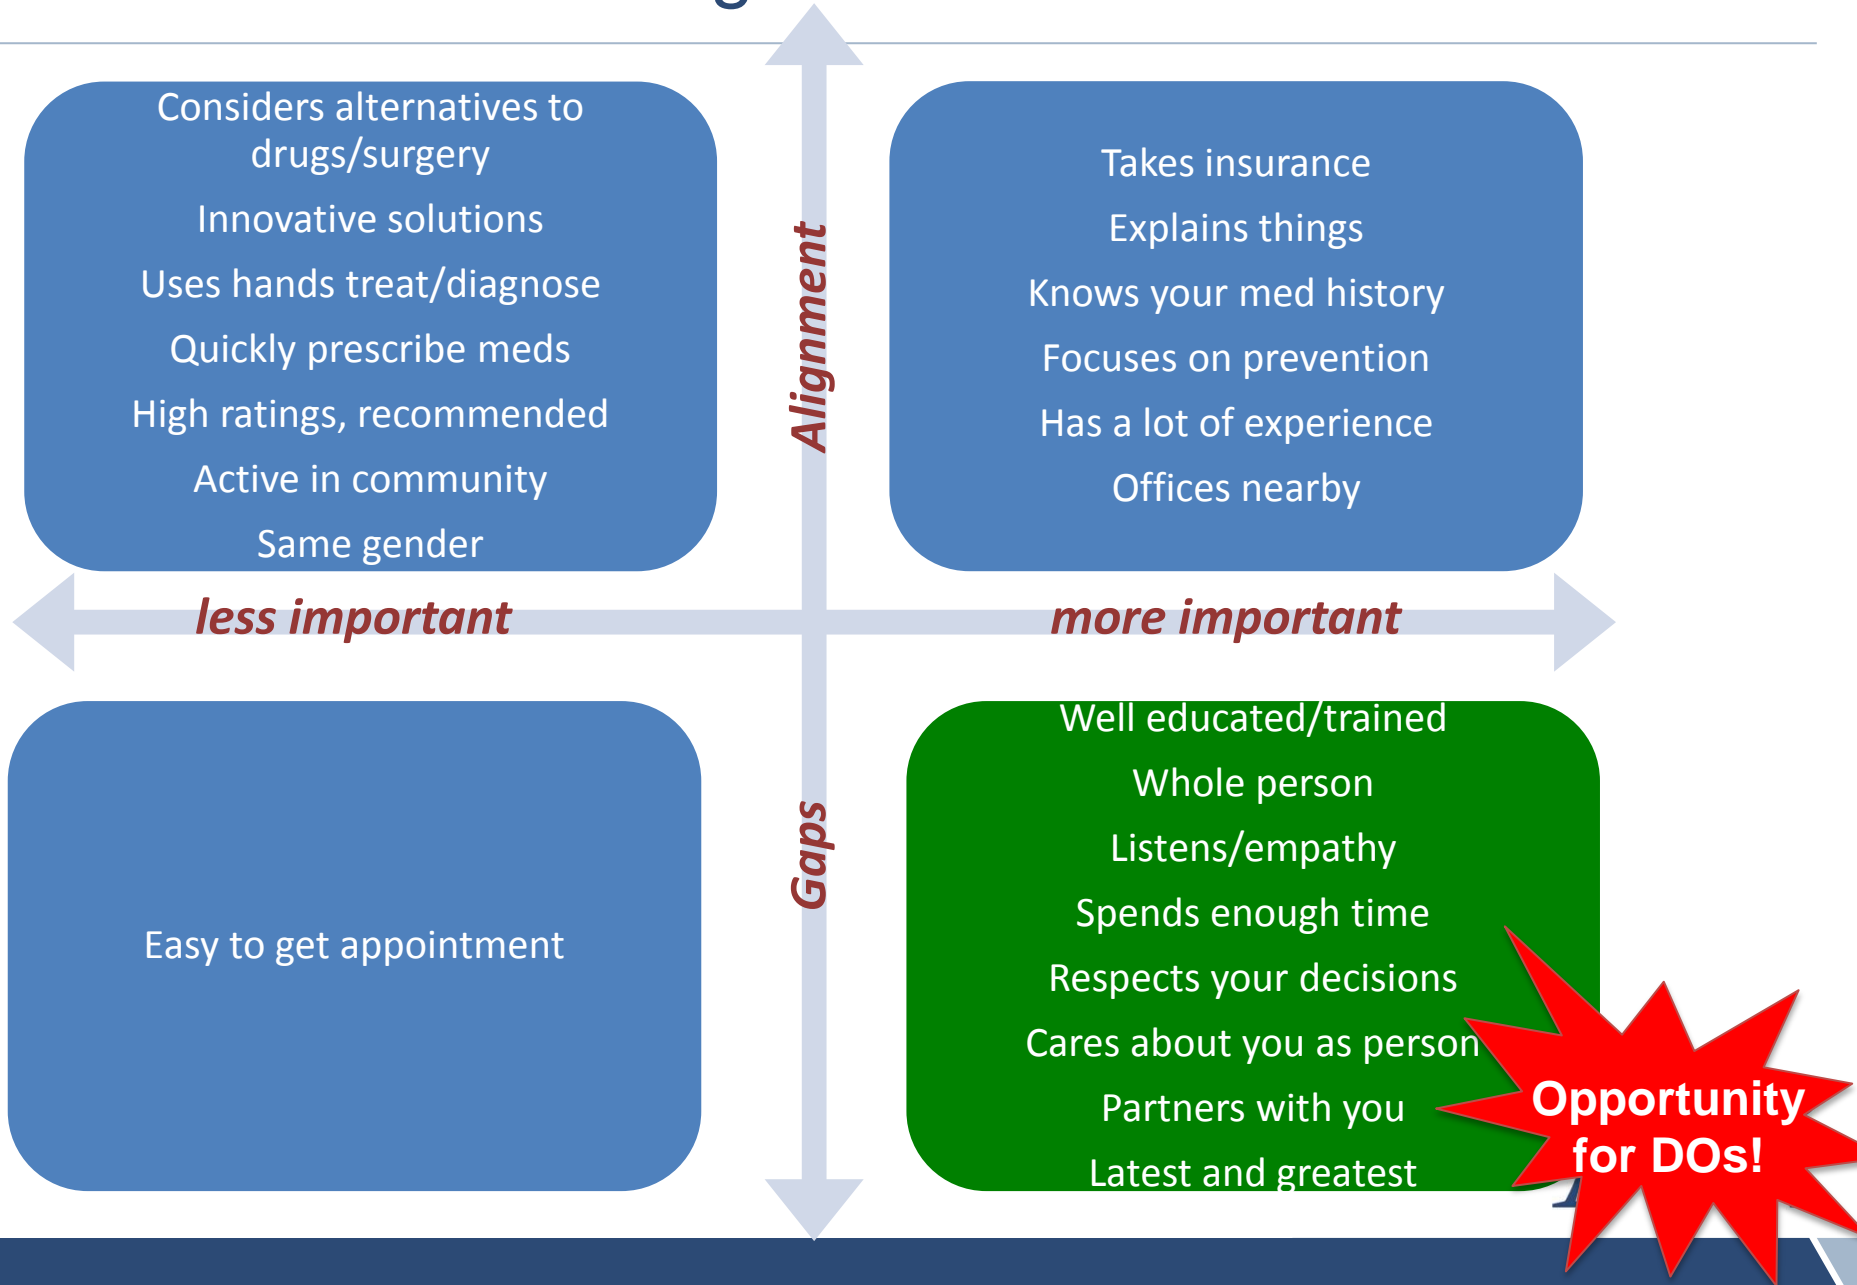 Considers alternatives to
drugs/surgery
Innovative solutions
Uses hands treat/diagnose
Quickly prescribe meds
High ratings, recommended
Active in community
Same gender
Alignment
Takes insurance
Explains things
Knows your med history
Focuses on prevention
Has a lot of experience
Offices nearby
less important
more important
Easy to get appointment
Gaps
Well educated/trained
Whole person
Listens/empathy
Spends enough time
Respects your decisions
Cares about you as person
Partners with you
Latest and greatest
Opportunity
for DOs!